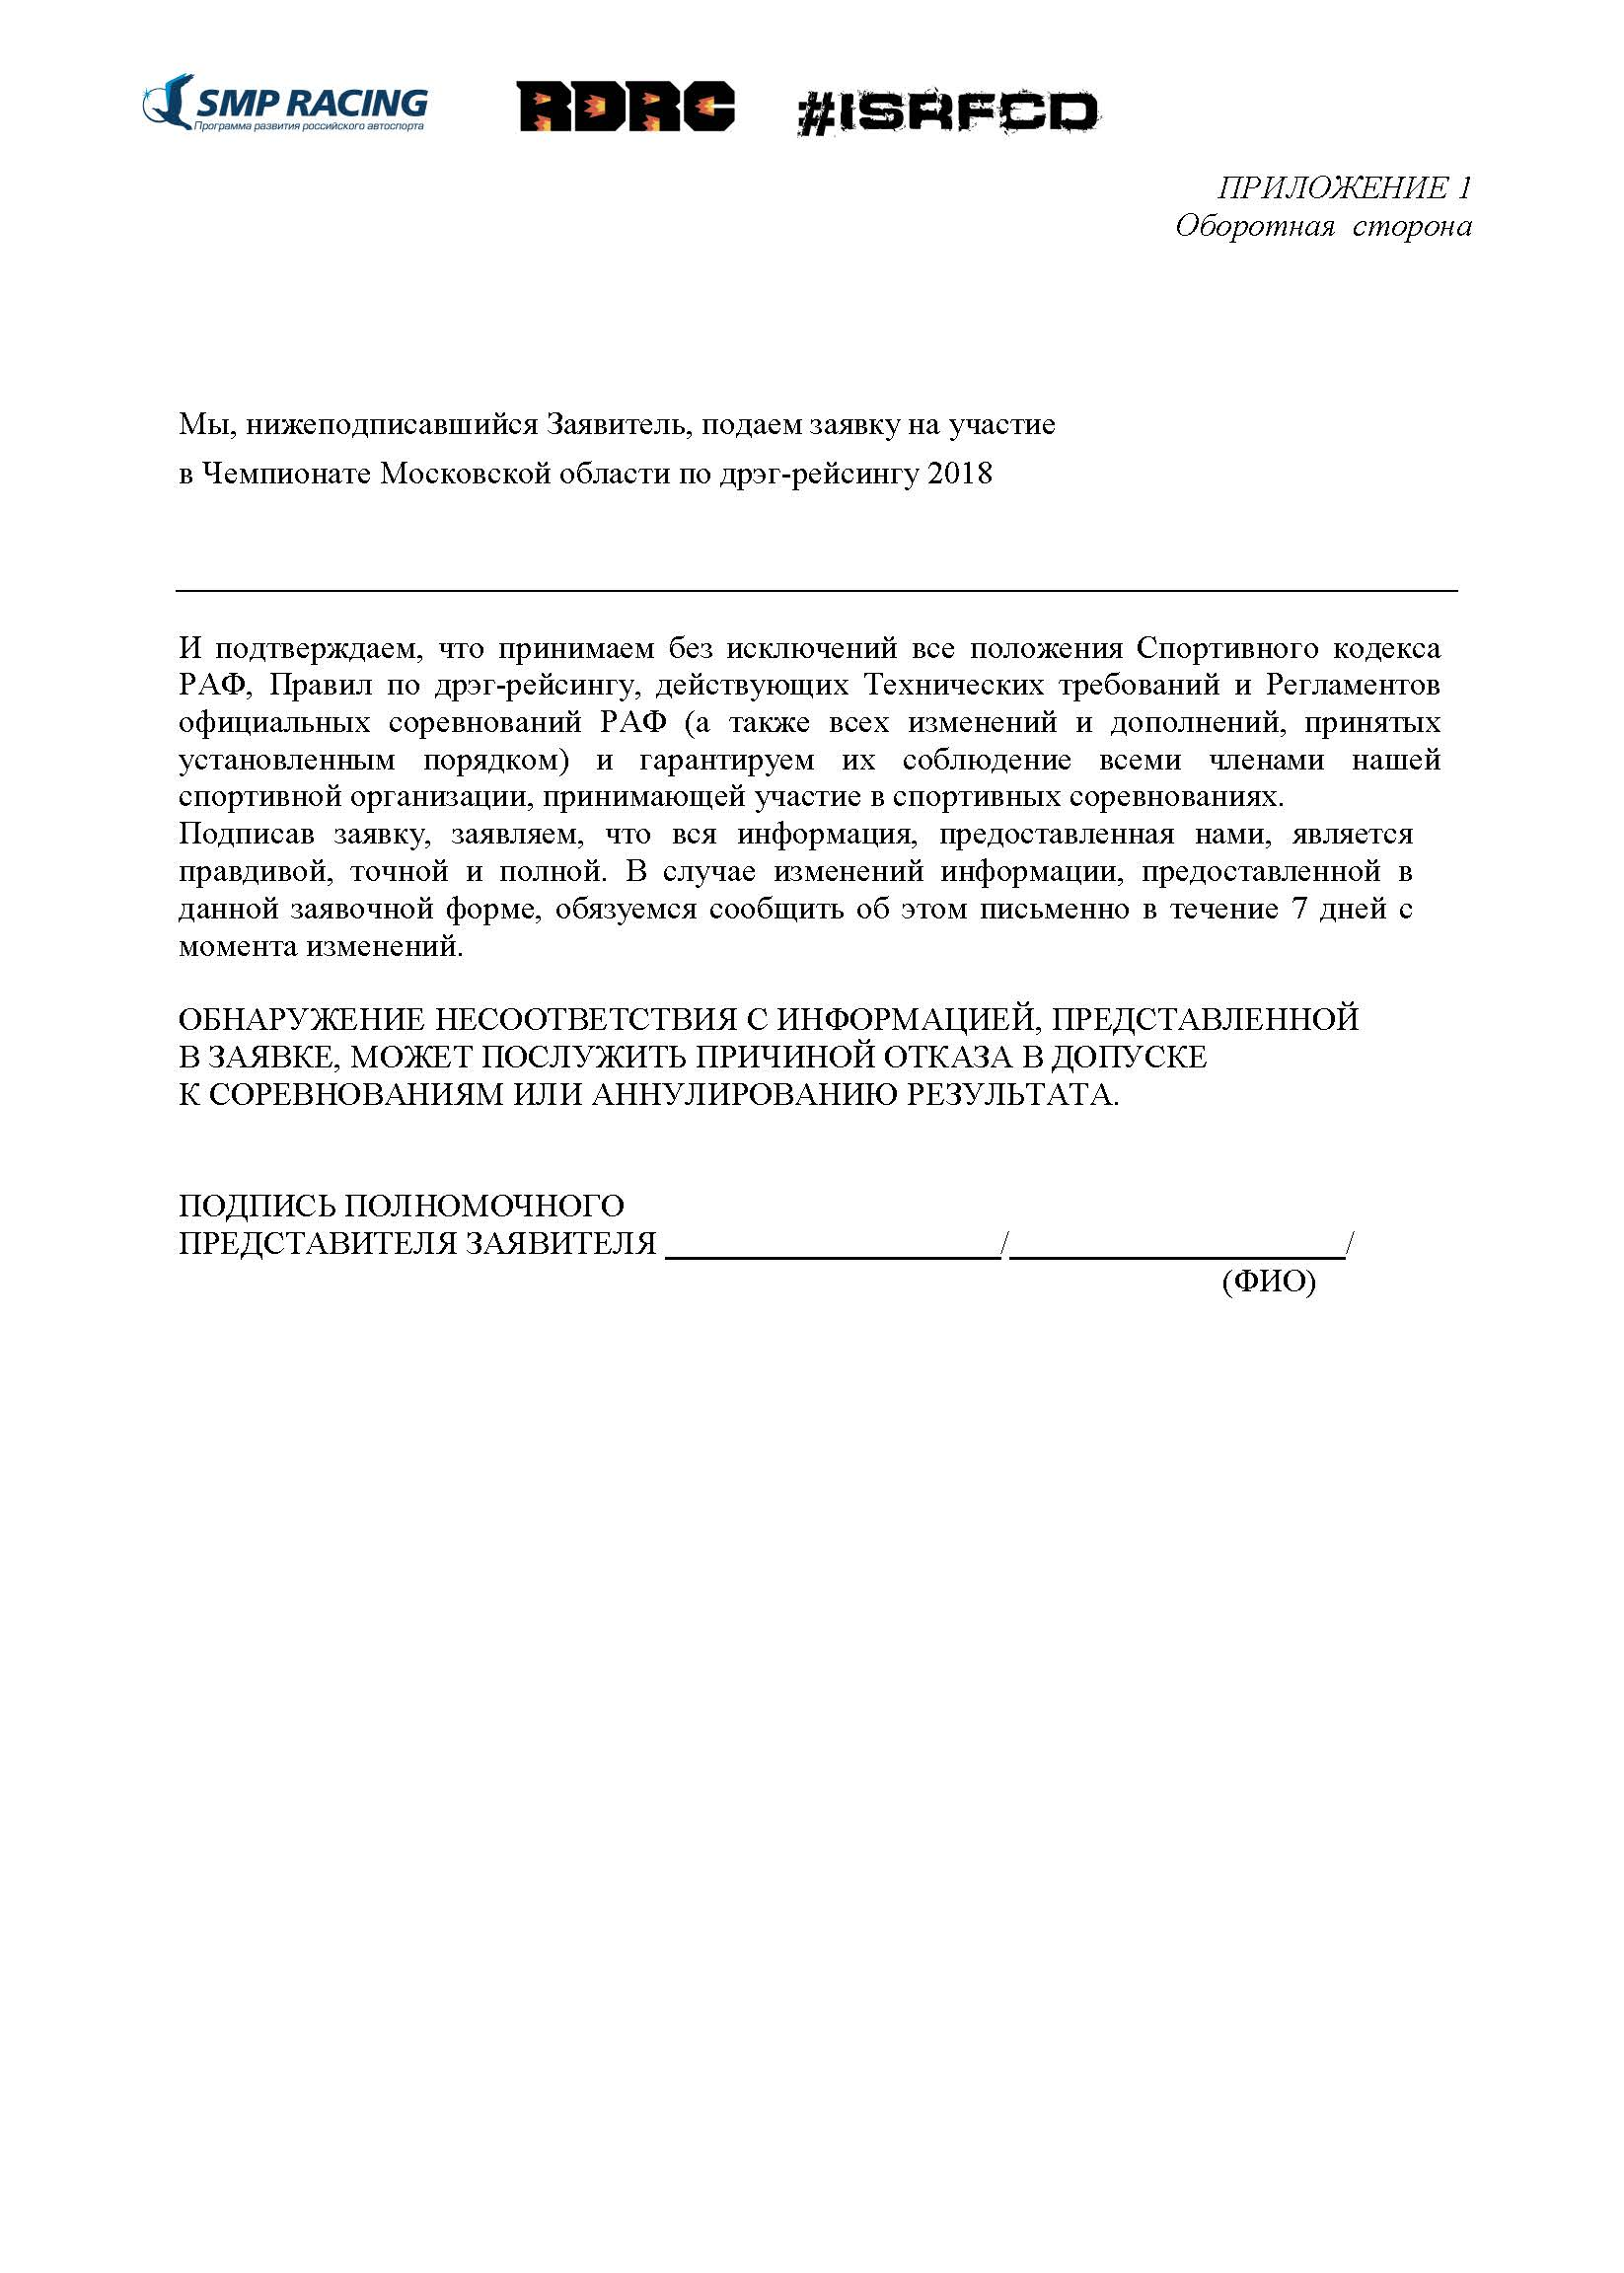 SMP RACING
Программа развития российского автоспорта
RDRC
#ISRFCD
ПРИЛОЖЕНИЕ 1
Оборотная сторона
Мы, нижеподписавшийся Заявитель, подаем заявку на участие
в Чемпионате Московской области по дрэг-рейсингу 2018
И подтверждаем, что принимаем без исключений все положения Спортивного кодекса
РАФ, Правил по дрэг-рейсингу, действующих Технических требований и Регламентов
официальных соревнований РАФ (а также всех изменений и дополнений, принятых
установленным порядком) и гарантируем их соблюдение всеми членами нашей
спортивной организации, принимающей участие в спортивных соревнованиях.
Подписав заявку, заявляем, что вся информация, предоставленная нами, является
правдивой, точной и полной. В случае изменений информации, предоставленной в
данной заявочной форме, обязуемся сообщить об этом письменно в течение 7 дней с
момента изменений.
ОБНАРУЖЕНИЕ НЕСООТВЕТСТВИЯ С ИНФОРМАЦИЕЙ, ПРЕДСТАВЛЕННОЙ
В ЗАЯВКЕ, МОЖЕТ ПОСЛУЖИТЬ ПРИЧИНОЙ ОТКАЗА В ДОПУСКЕ
К СОРЕВНОВАНИЯМ ИЛИ АННУЛИРОВАНИЮ РЕЗУЛЬТАТА.
ПОДПИСЬ ПОЛНОМОЧНОГО
ПРЕДСТАВИТЕЛЯ ЗАЯВИТЕЛЯ ____________________/____________________/
(ФИО)